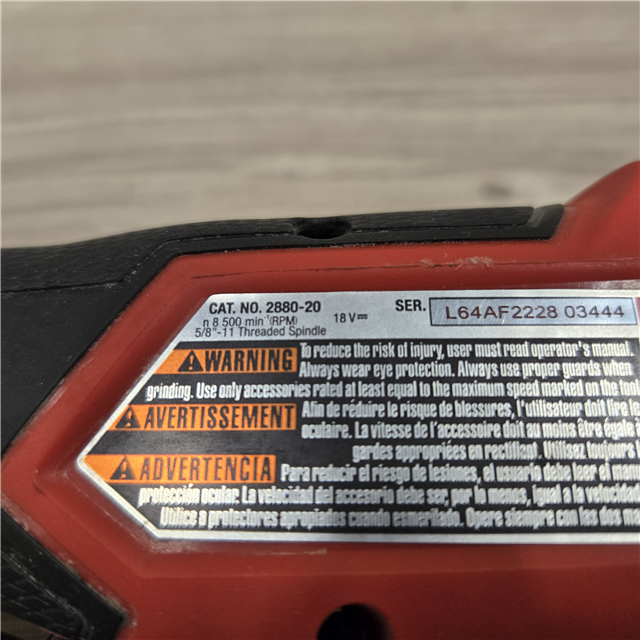 CAT. NO. 2880-20
n 8 500 min⁻¹(RPM) 18 V⎓ SER. L64AF2228 03444
5/8"-11 Threaded Spindle
⚠WARNING To reduce the risk of injury, user must read operator's manual.
Always wear eye protection. Always use proper guards when
grinding. Use only accessories rated at least equal to the maximum speed marked on the
⚠AVERTISSEMENT Afin de réduire le risque de blessures, l'utilisateur doit lire
oculaire. La vitesse de l'accessoire doit au moins être égale
gardes appropriées en rectifiant. Utilisez toujours
⚠ADVERTENCIA Para reducir el riesgo de lesiones, el usuario debe leer el
protección ocular. La velocidad del accesorio debe ser, por lo menos, igual a la velocidad
Utilice protectores apropiados cuando esmerilado. Opere siempre con las dos